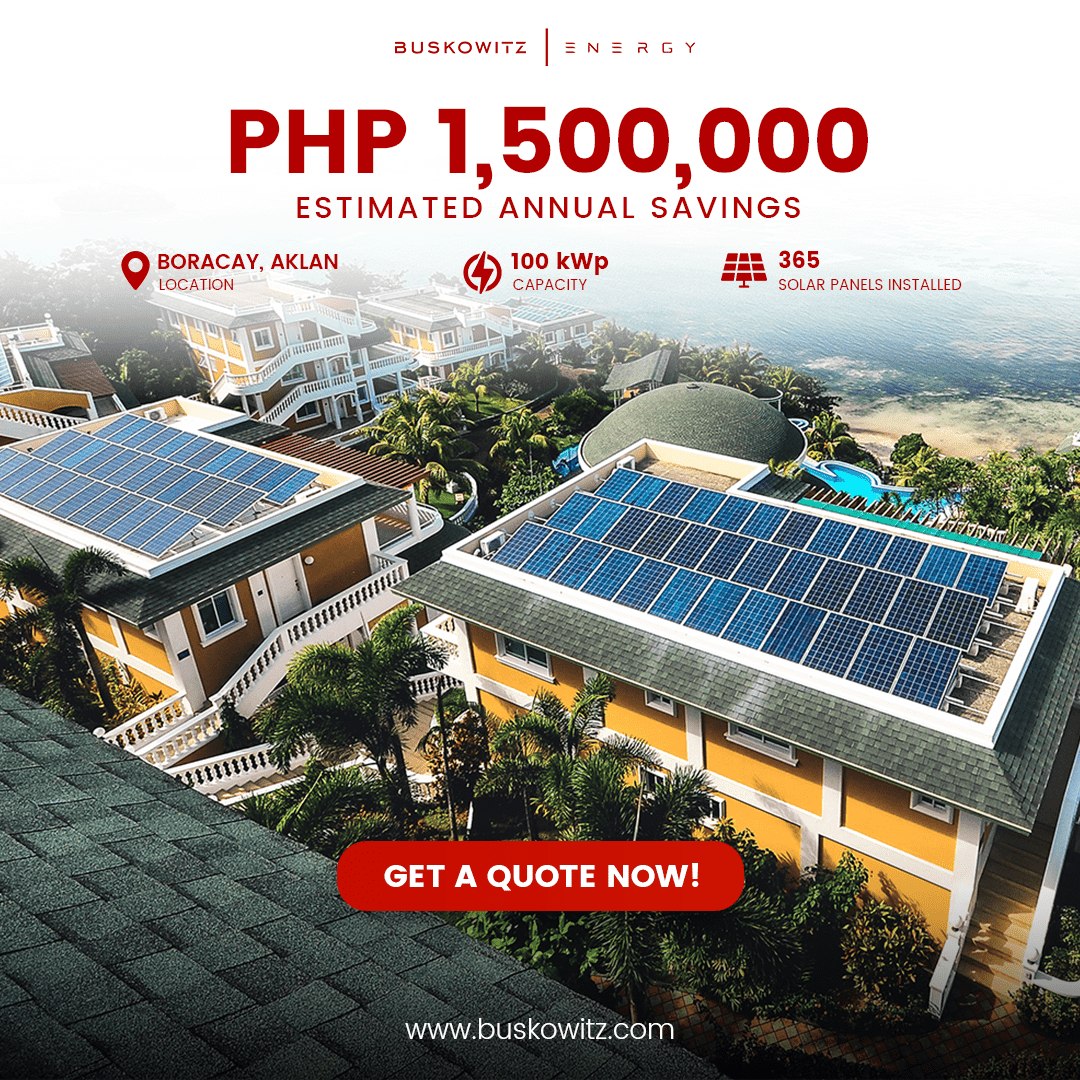 BUSKOWITZ | ENERGY
PHP 1,500,000
ESTIMATED ANNUAL SAVINGS
BORACAY, AKLAN
LOCATION
100 kWp
CAPACITY
365
SOLAR PANELS INSTALLED
GET A QUOTE NOW!
www.buskowitz.com